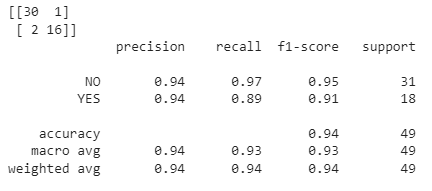 [[30  1]
 [ 2 16]]
              precision    recall  f1-score   support

          NO       0.94      0.97      0.95        31
         YES       0.94      0.89      0.91        18

    accuracy                           0.94        49
   macro avg       0.94      0.93      0.93        49
weighted avg       0.94      0.94      0.94        49